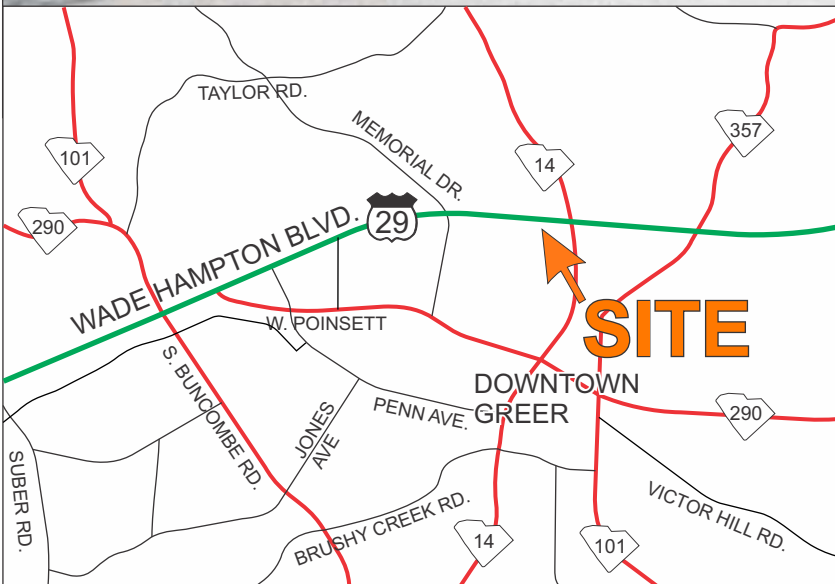 TAYLOR RD.
MEMORIAL DR.
357
101
14
290
29
WADE HAMPTON BLVD.
SITE
W. POINSETT
S. BUNCOMBE RD.
DOWNTOWN
GREER
PENN AVE.
290
JONES
AVE
SUBER RD.
VICTOR HILL RD.
BRUSHY CREEK RD.
14
101